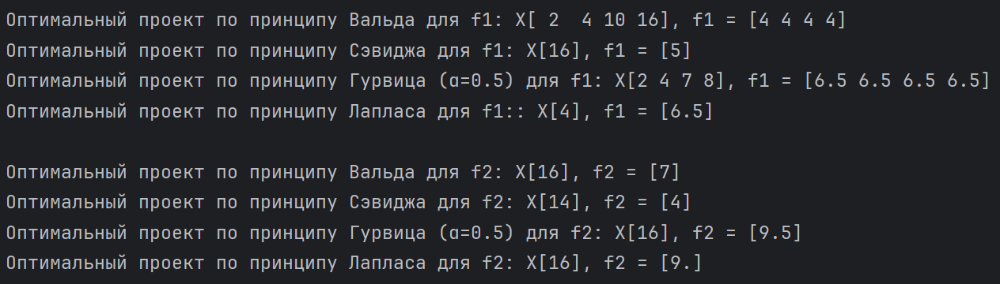 Оптимальный проект по принципу Вальда для f1: X[ 2  4 10 16], f1 = [4 4 4 4]
Оптимальный проект по принципу Сэвиджа для f1: X[16], f1 = [5]
Оптимальный проект по принципу Гурвица (α=0.5) для f1: X[2 4 7 8], f1 = [6.5 6.5 6.5 6.5]
Оптимальный проект по принципу Лапласа для f1:: X[4], f1 = [6.5]
Оптимальный проект по принципу Вальда для f2: X[16], f2 = [7]
Оптимальный проект по принципу Сэвиджа для f2: X[14], f2 = [4]
Оптимальный проект по принципу Гурвица (α=0.5) для f2: X[16], f2 = [9.5]
Оптимальный проект по принципу Лапласа для f2: X[16], f2 = [9.]